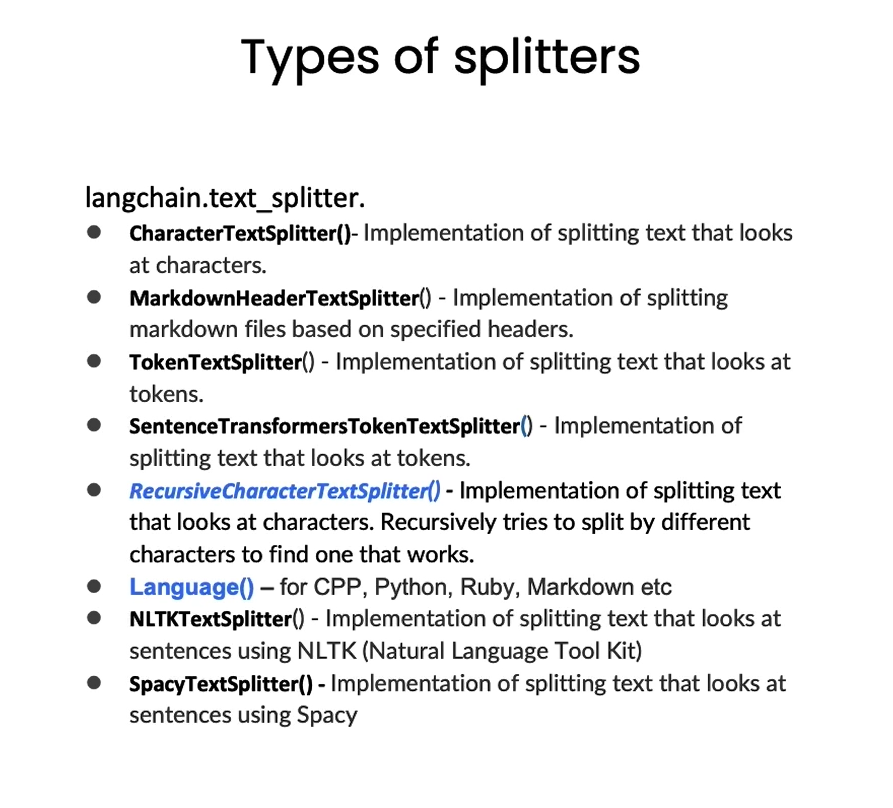 Types of splitters
langchain.text_splitter.
● CharacterTextSplitter()- Implementation of splitting text that looks
at characters.
● MarkdownHeaderTextSplitter() - Implementation of splitting
markdown files based on specified headers.
● TokenTextSplitter() - Implementation of splitting text that looks at
tokens.
● SentenceTransformersTokenTextSplitter() - Implementation of
splitting text that looks at tokens.
● RecursiveCharacterTextSplitter() - Implementation of splitting text
that looks at characters. Recursively tries to split by different
characters to find one that works.
● Language() – for CPP, Python, Ruby, Markdown etc
● NLTKTextSplitter() - Implementation of splitting text that looks at
sentences using NLTK (Natural Language Tool Kit)
● SpacyTextSplitter() - Implementation of splitting text that looks at
sentences using Spacy